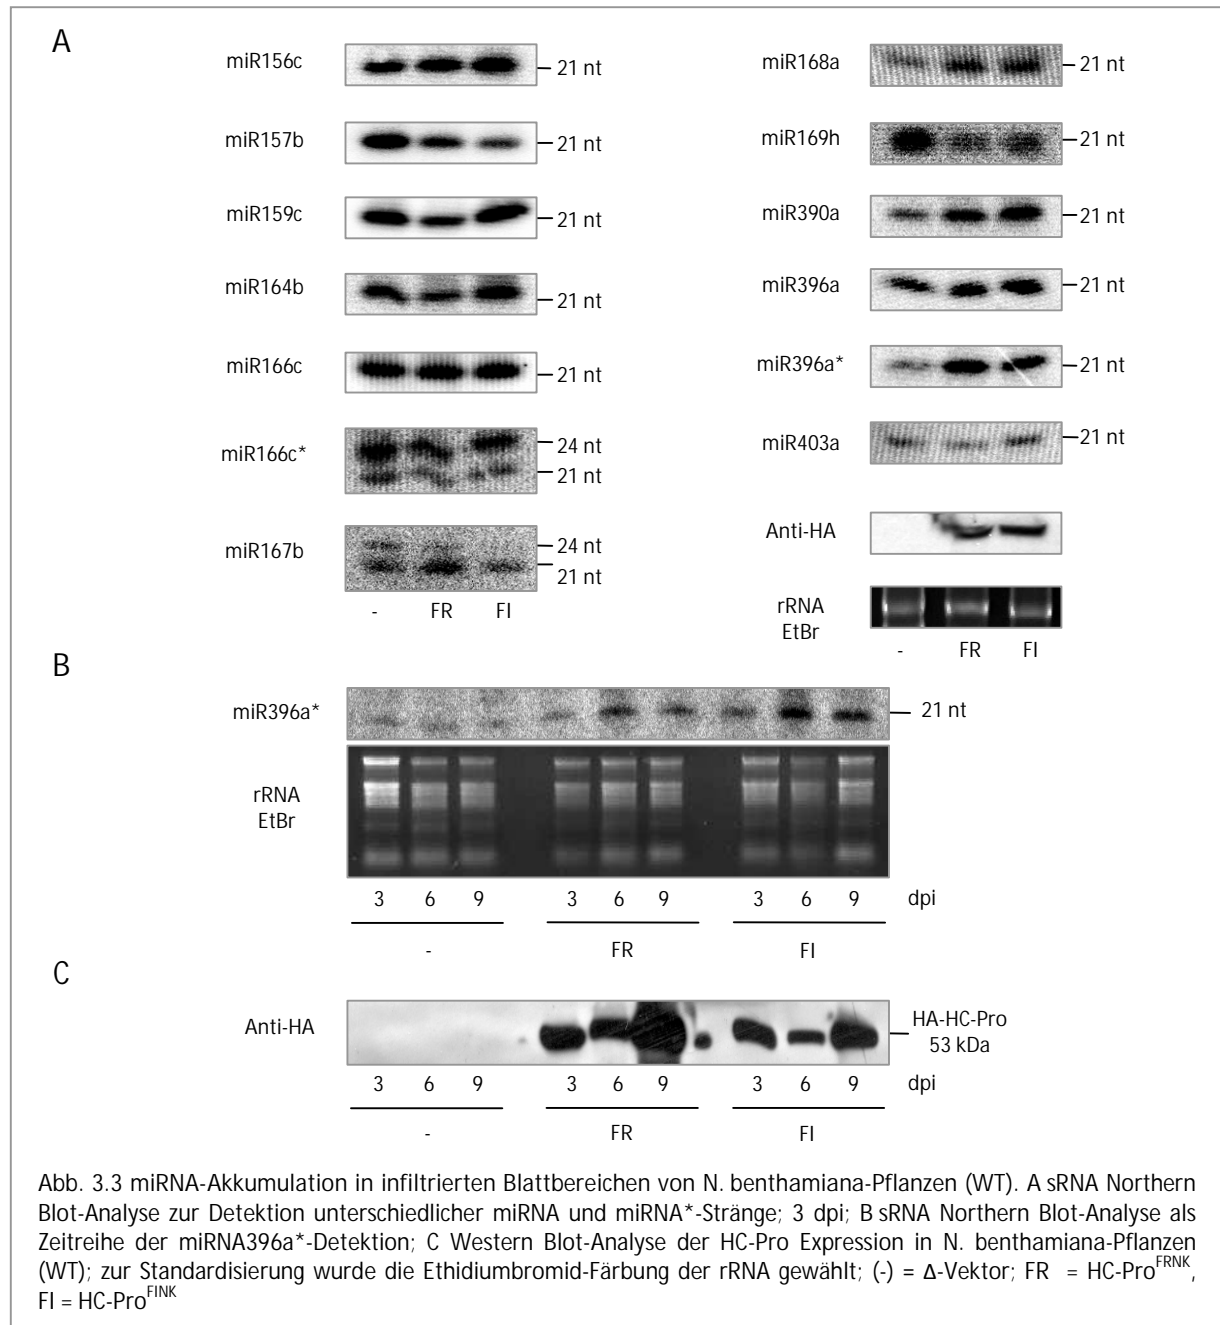 A
miR156c
21 nt
miR157b
21 nt
miR159c
21 nt
miR164b
21 nt
miR166c
21 nt
miR166c*
24 nt
21 nt
miR167b
24 nt
21 nt
- FR FI
miR168a
21 nt
miR169h
21 nt
miR390a
21 nt
miR396a
21 nt
miR396a*
21 nt
miR403a
21 nt
Anti-HA
rRNA
EtBr
- FR FI
B
miR396a*
21 nt
rRNA
EtBr
3 6 9 3 6 9 3 6 9 dpi
- FR FI
C
Anti-HA
HA-HC-Pro
53 kDa
3 6 9 3 6 9 3 6 9 dpi
- FR FI
Abb. 3.3 miRNA-Akkumulation in infiltrierten Blattbereichen von N. benthamiana-Pflanzen (WT). A sRNA Northern
Blot-Analyse zur Detektion unterschiedlicher miRNA und miRNA*-Stränge; 3 dpi; B sRNA Northern Blot-Analyse als
Zeitreihe der miRNA396a*-Detektion; C Western Blot-Analyse der HC-Pro Expression in N. benthamiana-Pflanzen
(WT); zur Standardisierung wurde die Ethidiumbromid-Färbung der rRNA gewählt; (-) = Δ-Vektor; FR = HC-Pro^FRNK,
FI = HC-Pro^FINK